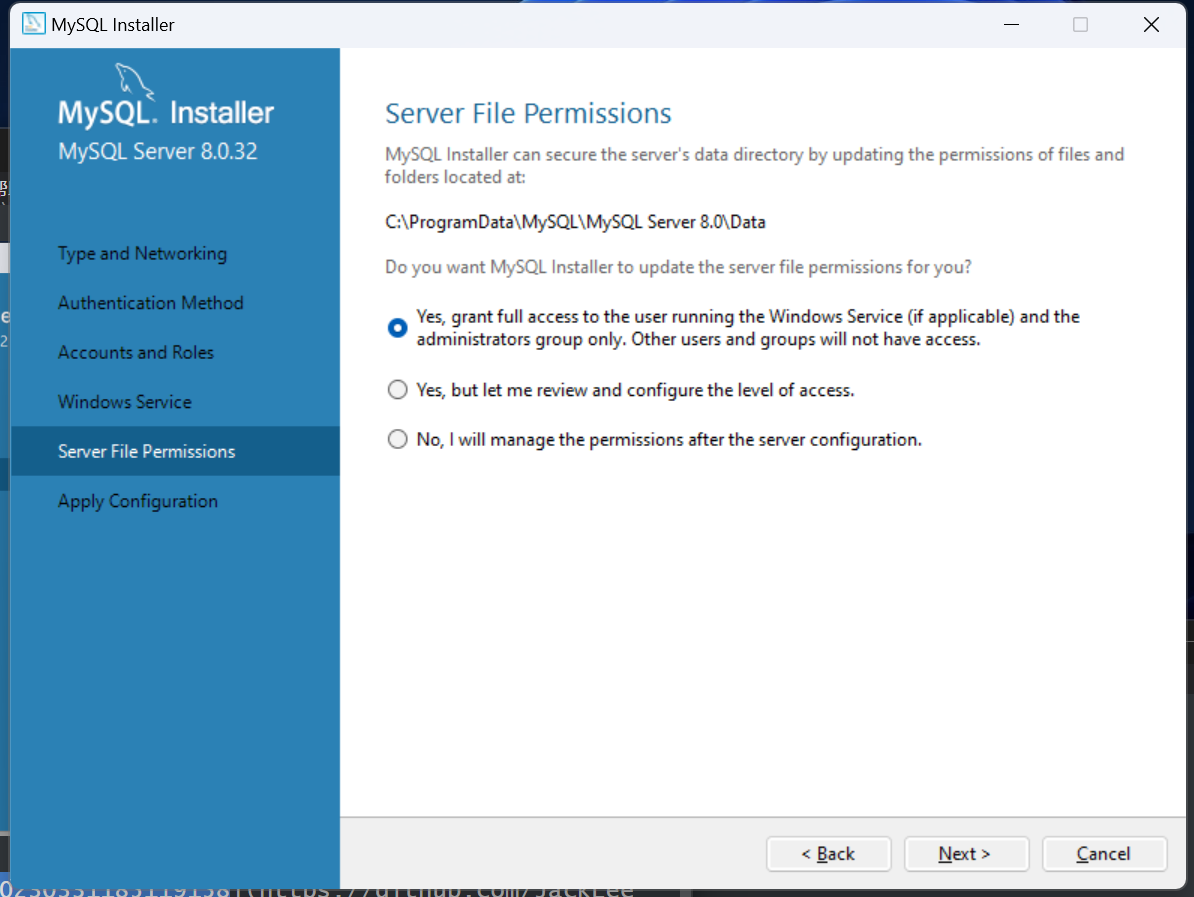 MySQL Installer
MySQL. Installer
MySQL Server 8.0.32
Type and Networking
Authentication Method
Accounts and Roles
Windows Service
Server File Permissions
Apply Configuration
Server File Permissions
MySQL Installer can secure the server's data directory by updating the permissions of files and
folders located at:
C:\ProgramData\MySQL\MySQL Server 8.0\Data
Do you want MySQL Installer to update the server file permissions for you?
Yes, grant full access to the user running the Windows Service (if applicable) and the
administrators group only. Other users and groups will not have access.
Yes, but let me review and configure the level of access.
No, I will manage the permissions after the server configuration.
< Back
Next >
Cancel